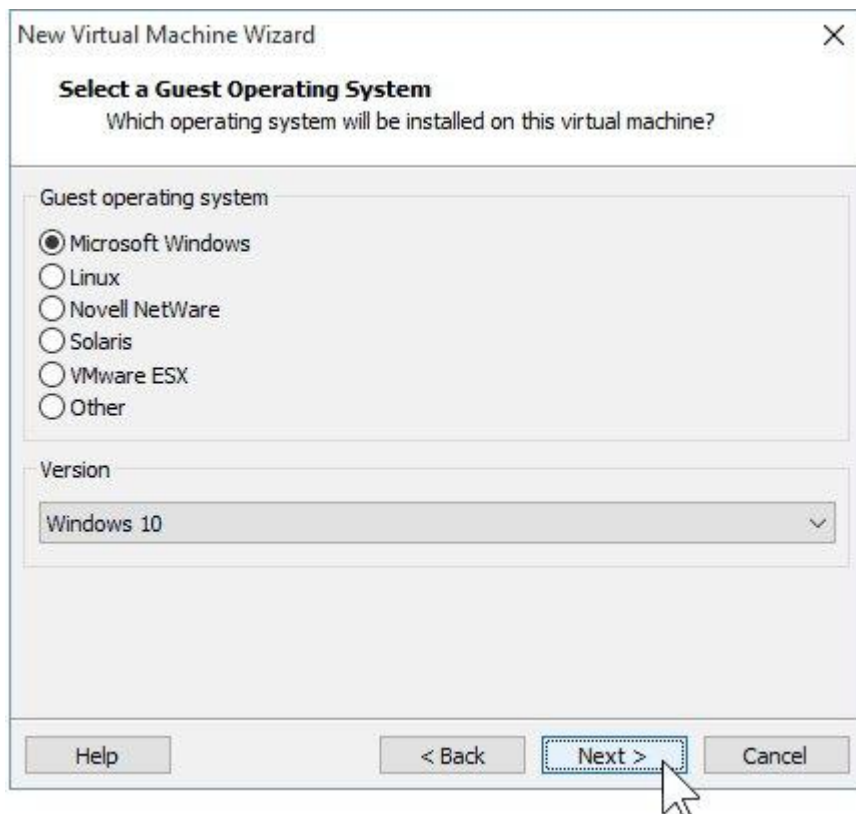 New Virtual Machine Wizard
Select a Guest Operating System
Which operating system will be installed on this virtual machine?
Guest operating system
Microsoft Windows
Linux
Novell NetWare
Solaris
VMware ESX
Other
Version
Windows 10
Help
< Back
Next >
Cancel